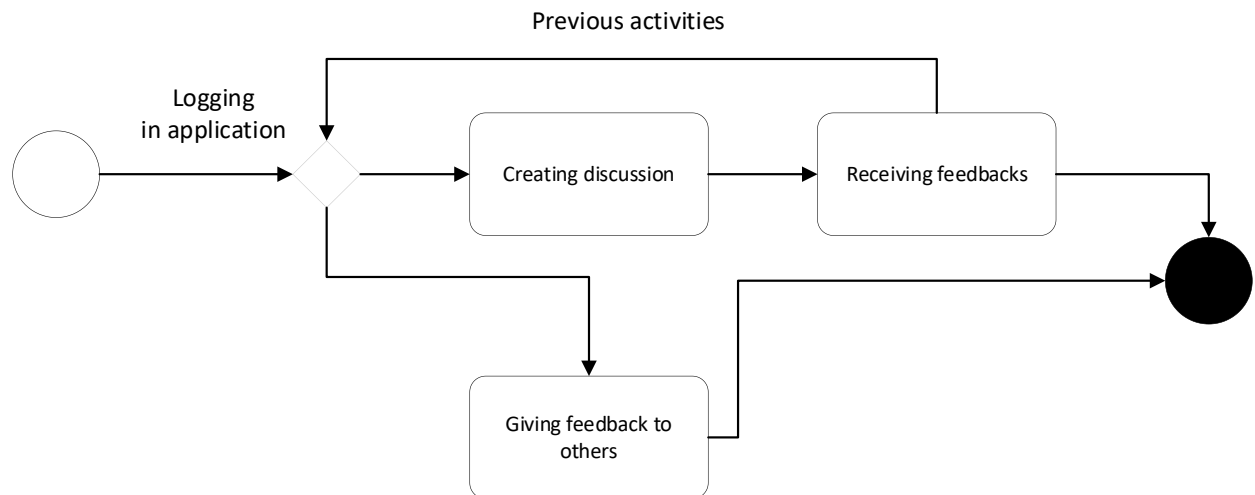 Previous activities
Logging
in application
Creating discussion
Receiving feedbacks
Giving feedback to
others